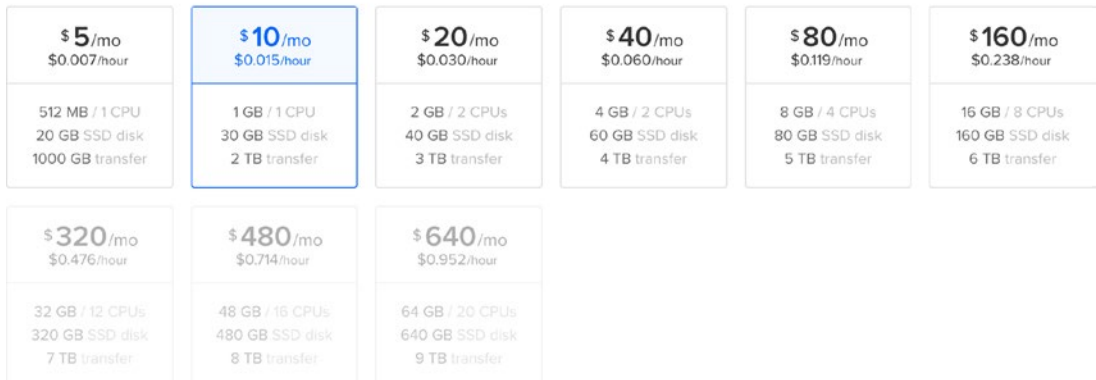 $5/mo
$0.007/hour
512 MB / 1 CPU
20 GB SSD disk
1000 GB transfer
$10/mo
$0.015/hour
1 GB / 1 CPU
30 GB SSD disk
2 TB transfer
$20/mo
$0.030/hour
2 GB / 2 CPUs
40 GB SSD disk
3 TB transfer
$40/mo
$0.060/hour
4 GB / 2 CPUs
60 GB SSD disk
4 TB transfer
$80/mo
$0.119/hour
8 GB / 4 CPUs
80 GB SSD disk
5 TB transfer
$160/mo
$0.238/hour
16 GB / 8 CPUs
160 GB SSD disk
6 TB transfer
$320/mo
$0.476/hour
32 GB / 12 CPUs
320 GB SSD disk
7 TB transfer
$480/mo
$0.714/hour
48 GB / 16 CPUs
480 GB SSD disk
8 TB transfer
$640/mo
$0.952/hour
64 GB / 20 CPUs
640 GB SSD disk
9 TB transfer